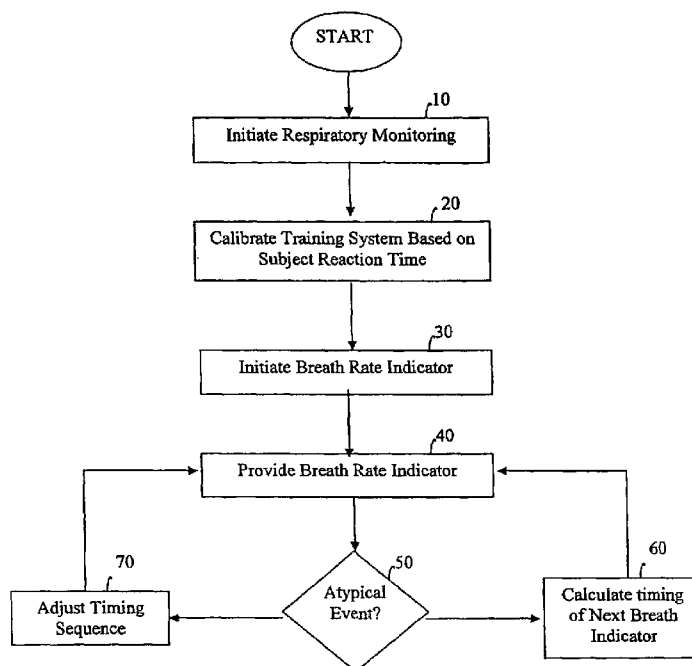 START
10
Initiate Respiratory Monitoring
20
Calibrate Training System Based on
Subject Reaction Time
30
Initiate Breath Rate Indicator
40
Provide Breath Rate Indicator
50
Atypical
Event?
70
Adjust Timing
Sequence
60
Calculate timing
of Next Breath
Indicator